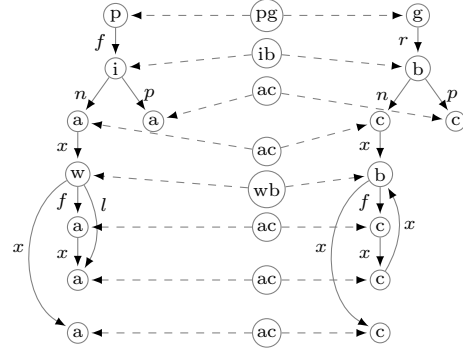 p pg g
f r
i ib b
n p ac n p
a a c c
x ac x
w wb b
f l f
a ac c
x x x x x
a ac c
a ac c